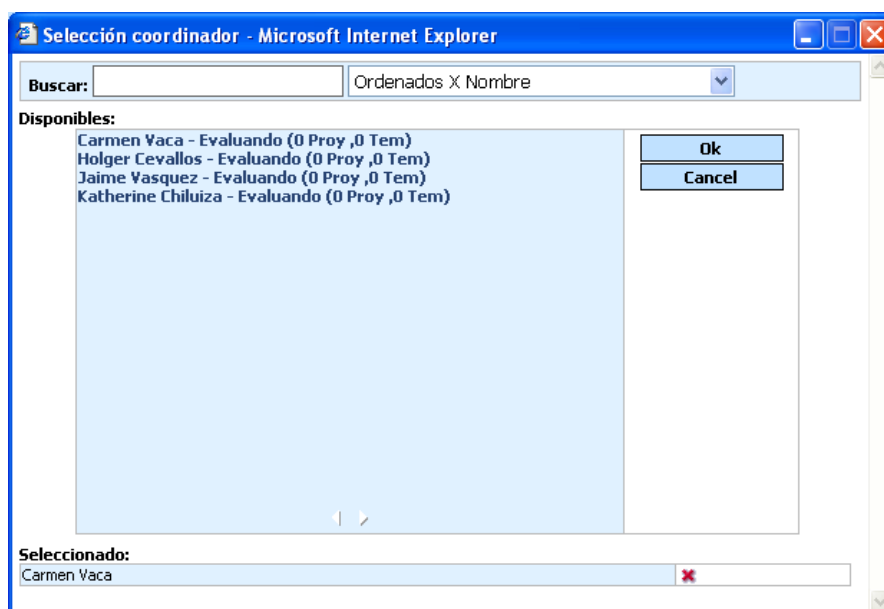 Selección coordinador - Microsoft Internet Explorer
Buscar: Ordenados X Nombre
Disponibles:
Carmen Vaca - Evaluando (0 Proy ,0 Tem)
Holger Cevallos - Evaluando (0 Proy ,0 Tem)
Jaime Vasquez - Evaluando (0 Proy ,0 Tem)
Katherine Chiluiza - Evaluando (0 Proy ,0 Tem)
Ok
Cancel
Seleccionado:
Carmen Vaca